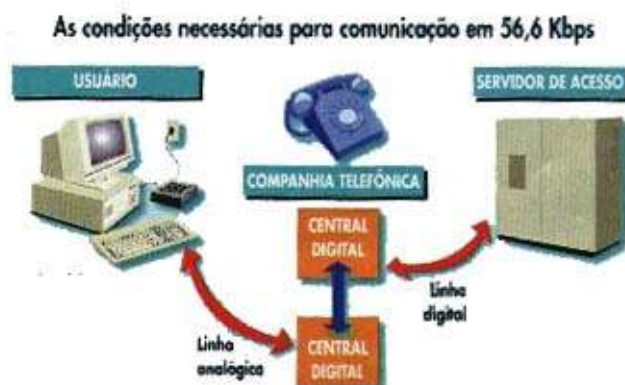 As condições necessárias para comunicação em 56,6 Kbps
USUÁRIO
SERVIDOR DE ACESSO
COMPANHIA TELEFÔNICA
CENTRAL
DIGITAL
Linha
digital
Linha
analógica
CENTRAL
DIGITAL